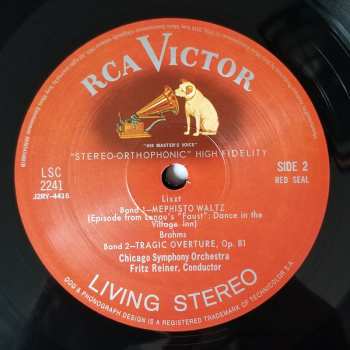 RCA VICTOR
"HIS MASTER'S VOICE"
"STEREO-ORTHOPHONIC" HIGH FIDELITY
LSC
2241
J2RY-4416
SIDE 2
RED SEAL
Liszt
Band 1—MEPHISTO WALTZ
(Episode from Lenau's "Faust": Dance in the
Village Inn)
Brahms
Band 2—TRAGIC OVERTURE, Op. 81
Chicago Symphony Orchestra
Fritz Reiner, Conductor
LIVING STEREO
DOG & PHONOGRAPH DESIGN IS A REGISTERED TRADEMARK OF TECHNICOLOR S.A.